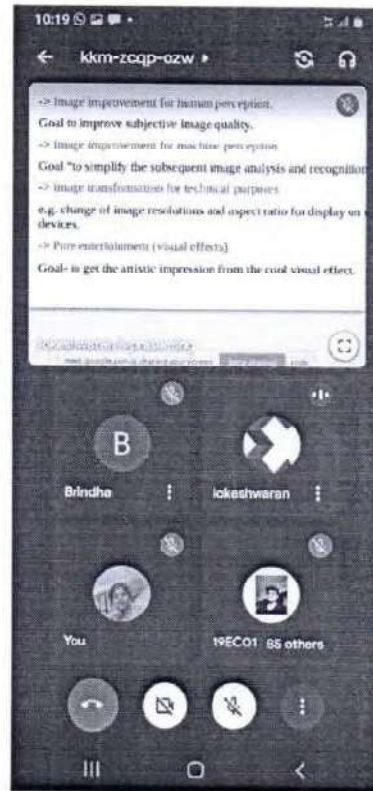 10:19
kkm-zcqp-ozw
-> Image improvement for human perception.
Goal to improve subjective image quality.
-> Image improvement for machine perception
Goal "to simplify the subsequent image analysis and recognition
-> Image transformation for technical purposes
e.g. change of image resolutions and aspect ratio for display on
devices.
-> Pure entertainment (visual effects)
Goal- to get the artistic impression from the cool visual effect.
B
Brindha
lokeshwaran
You
19EC01
65 others